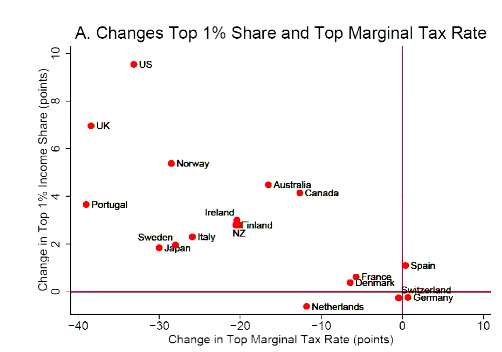 A. Changes Top 1% Share and Top Marginal Tax Rate
Change in Top 1% Income Share (points)
10
8
6
4
2
0
US
UK
Norway
Portugal
Australia
Canada
Ireland
Finland
NZ
Sweden
Italy
Japan
Spain
France
Denmark
Switzerland
Germany
Netherlands
−40
−30
−20
−10
0
10
Change in Top Marginal Tax Rate (points)